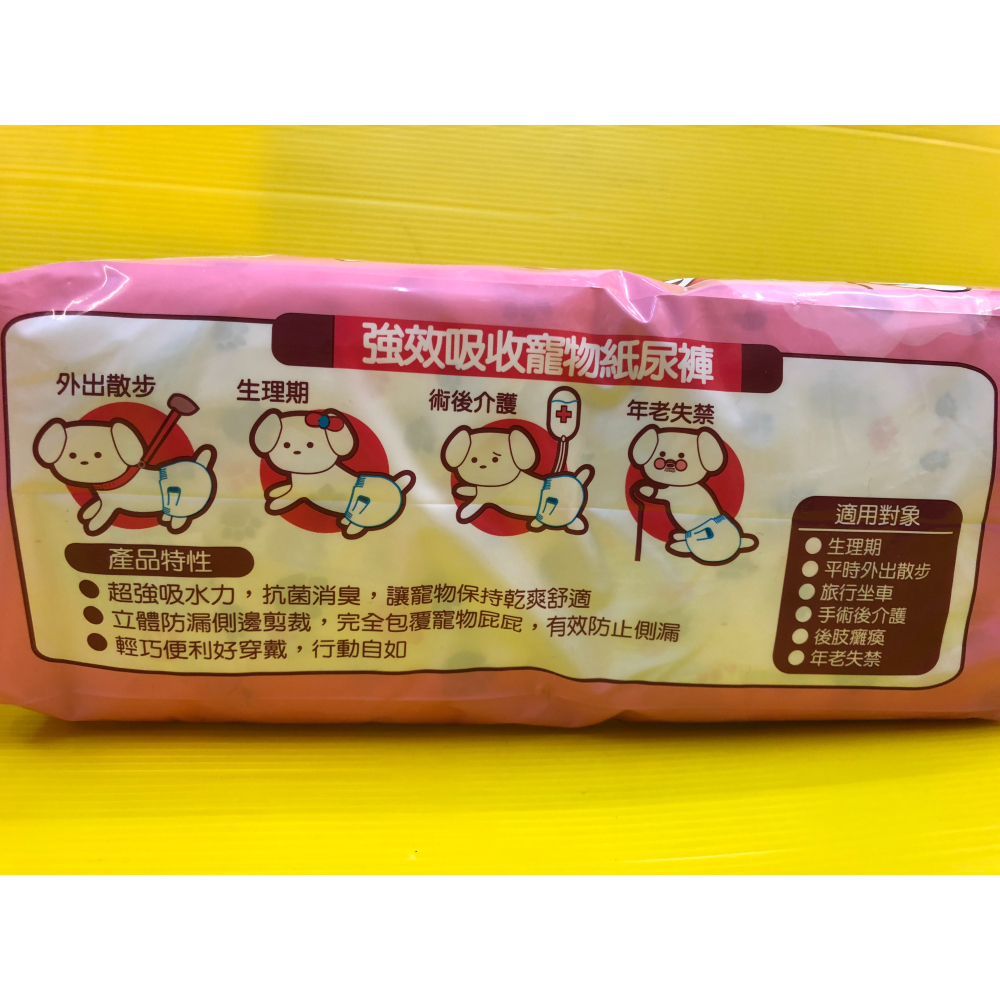 強效吸收寵物紙尿褲
外出散步
生理期
術後介護
年老失禁
產品特性
超強吸水力，抗菌消臭，讓寵物保持乾爽舒適
立體防漏側邊剪裁，完全包覆寵物屁屁，有效防止側漏
輕巧便利好穿戴，行動自如
適用對象
生理期
平時外出散步
旅行坐車
手術後介護
後肢癱瘓
年老失禁